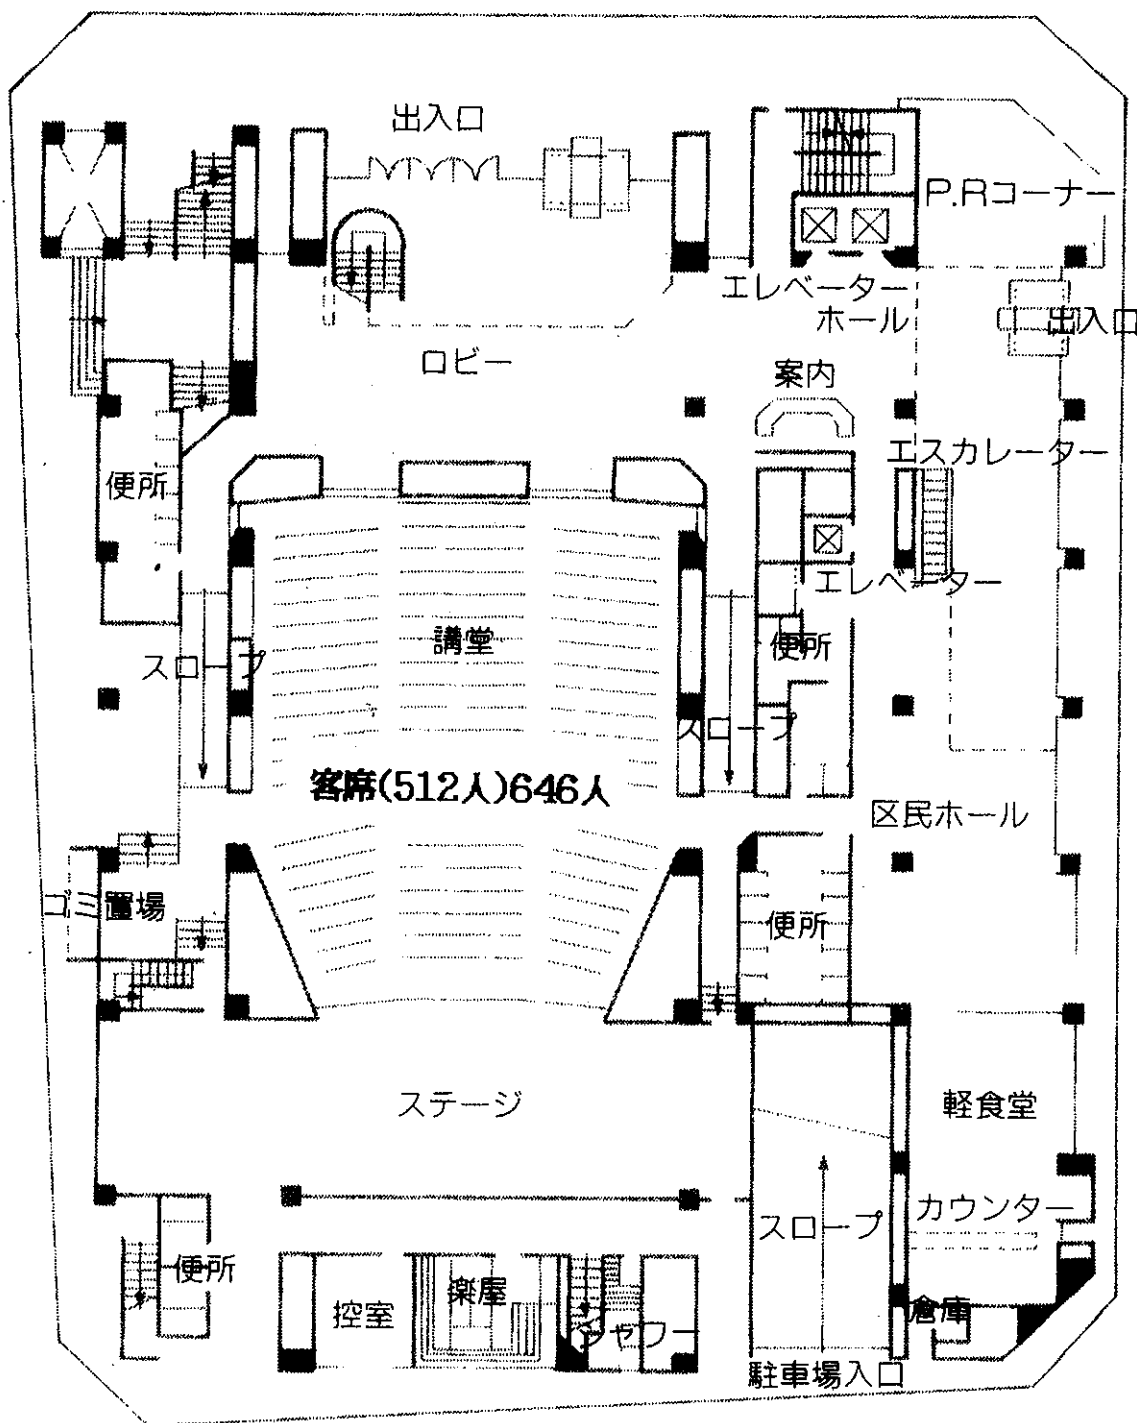 出入口
P.Rコーナー
エレベーター
ホール
出入口
ロビー
案内
エスカレーター
便所
エレベーター
講堂
便所
スロープ
スロープ
客席(512人)646人
区民ホール
ゴミ置場
便所
ステージ
軽食堂
スロープ
カウンター
便所
楽屋
控室
シャワー
倉庫
駐車場入口